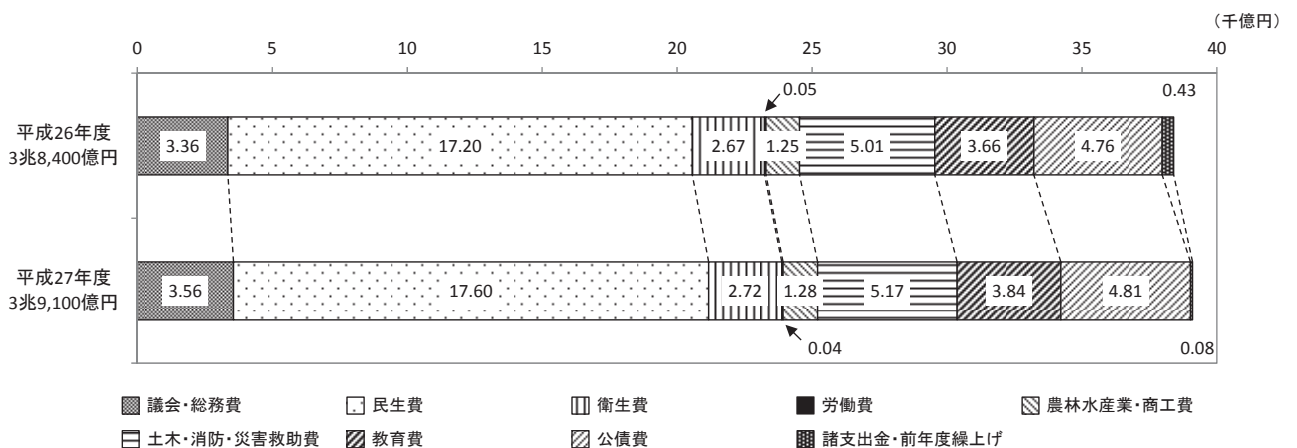 （千億円）
0 5 10 15 20 25 30 35 40
0.05 0.43
平成26年度
3兆8,400億円
3.36 17.20 2.67 1.25 5.01 3.66 4.76
平成27年度
3兆9,100億円
3.56 17.60 2.72 1.28 5.17 3.84 4.81
0.04 0.08
議会・総務費 民生費 衛生費 労働費 農林水産業・商工費
土木・消防・災害救助費 教育費 公債費 諸支出金・前年度繰上げ